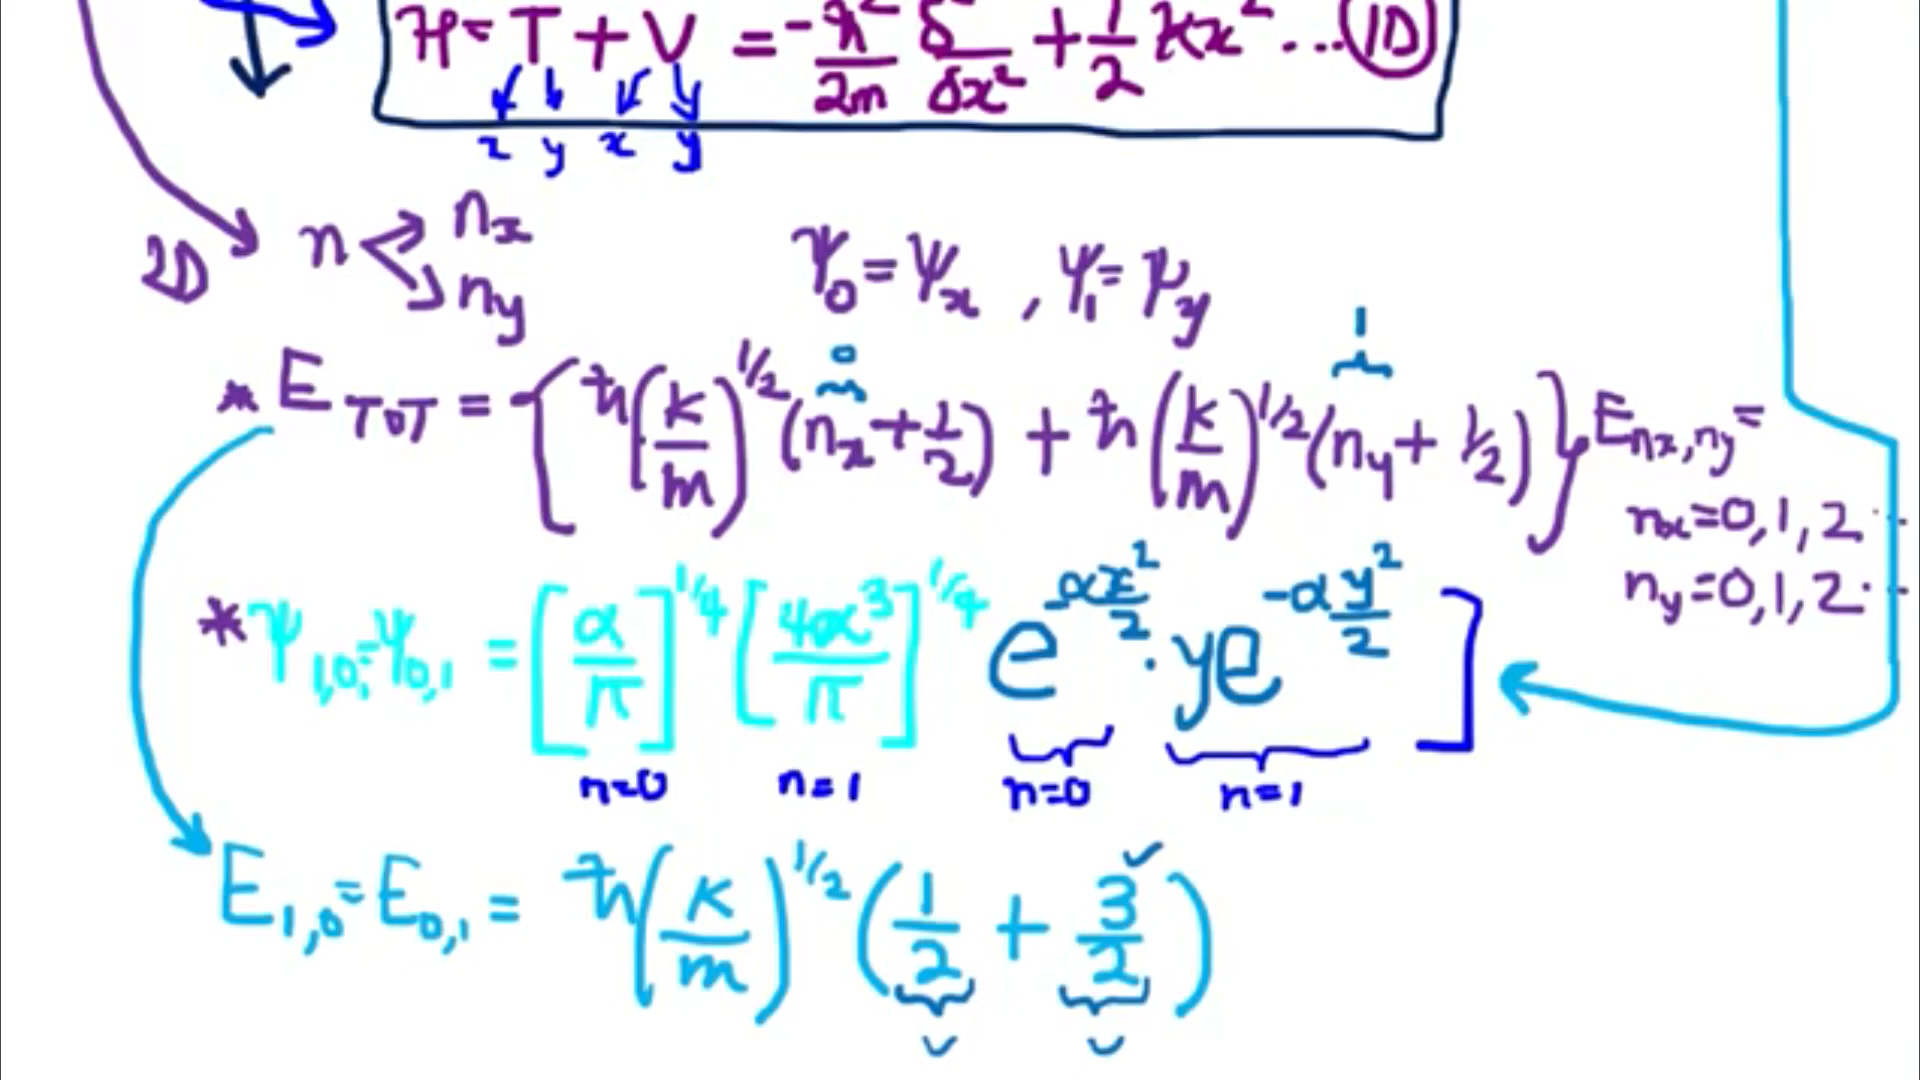 H = T + V = -ħ²/2m δ²/δx² + 1/2 kx² ... 1D
x y x y
2D n nx ny
ψ₀ = ψx , ψ₁ = ψy
0 1
* E TOT = { ħ(k/m)^1/2 (nx + 1/2) + ħ(k/m)^1/2 (ny + 1/2) } Enx,ny =
nx = 0, 1, 2 ..
ny = 0, 1, 2 ..
* ψ1,0 = ψ0,1 = [α/π]^1/4 [4α³/π]^1/4 e^(-αx²/2) . ye^(-αy²/2) ]
n=0 n=1 n=0 n=1
E1,0 = E0,1 = ħ(k/m)^1/2 (1/2 + 3/2)